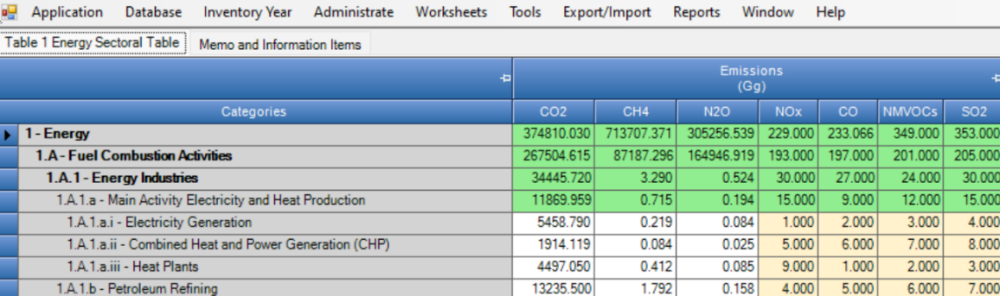 Application Database Inventory Year Administrate Worksheets Tools Export/Import Reports Window Help
Table 1 Energy Sectoral Table Memo and Information Items
Emissions
(Gg)
Categories CO2 CH4 N2O NOx CO NMVOCs SO2
1 - Energy 374810.030 713707.371 305256.539 229.000 233.066 349.000 353.000
1.A - Fuel Combustion Activities 267504.615 87187.296 164946.919 193.000 197.000 201.000 205.000
1.A.1 - Energy Industries 34445.720 3.290 0.524 30.000 27.000 24.000 30.000
1.A.1.a - Main Activity Electricity and Heat Production 11869.959 0.715 0.194 15.000 9.000 12.000 15.000
1.A.1.a.i - Electricity Generation 5458.790 0.219 0.084 1.000 2.000 3.000 4.000
1.A.1.a.ii - Combined Heat and Power Generation (CHP) 1914.119 0.084 0.025 5.000 6.000 7.000 8.000
1.A.1.a.iii - Heat Plants 4497.050 0.412 0.085 9.000 1.000 2.000 3.000
1.A.1.b - Petroleum Refining 13235.500 1.792 0.158 4.000 5.000 6.000 7.000